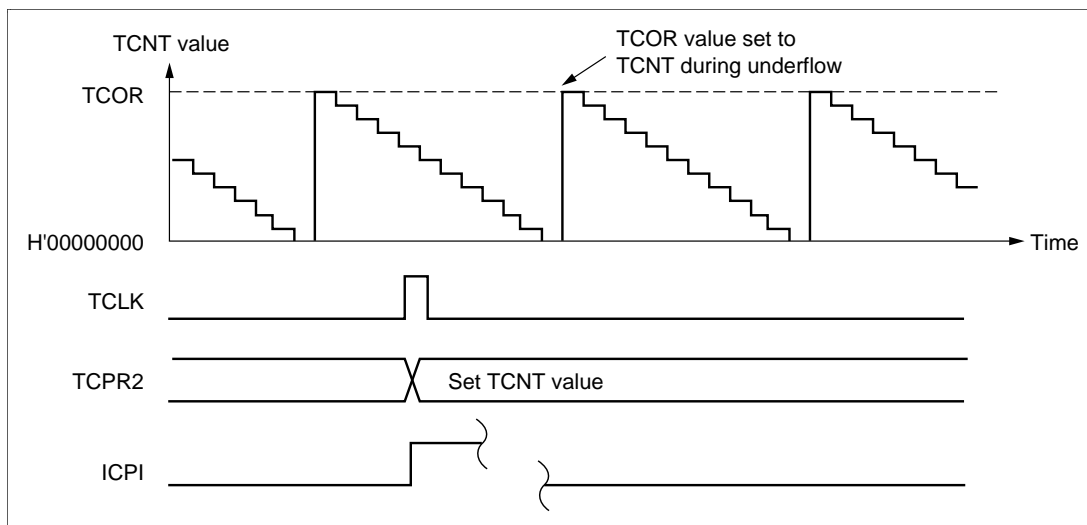 TCNT value
TCOR value set to
TCNT during underflow
TCOR
H'00000000
Time
TCLK
TCPR2
Set TCNT value
ICPI